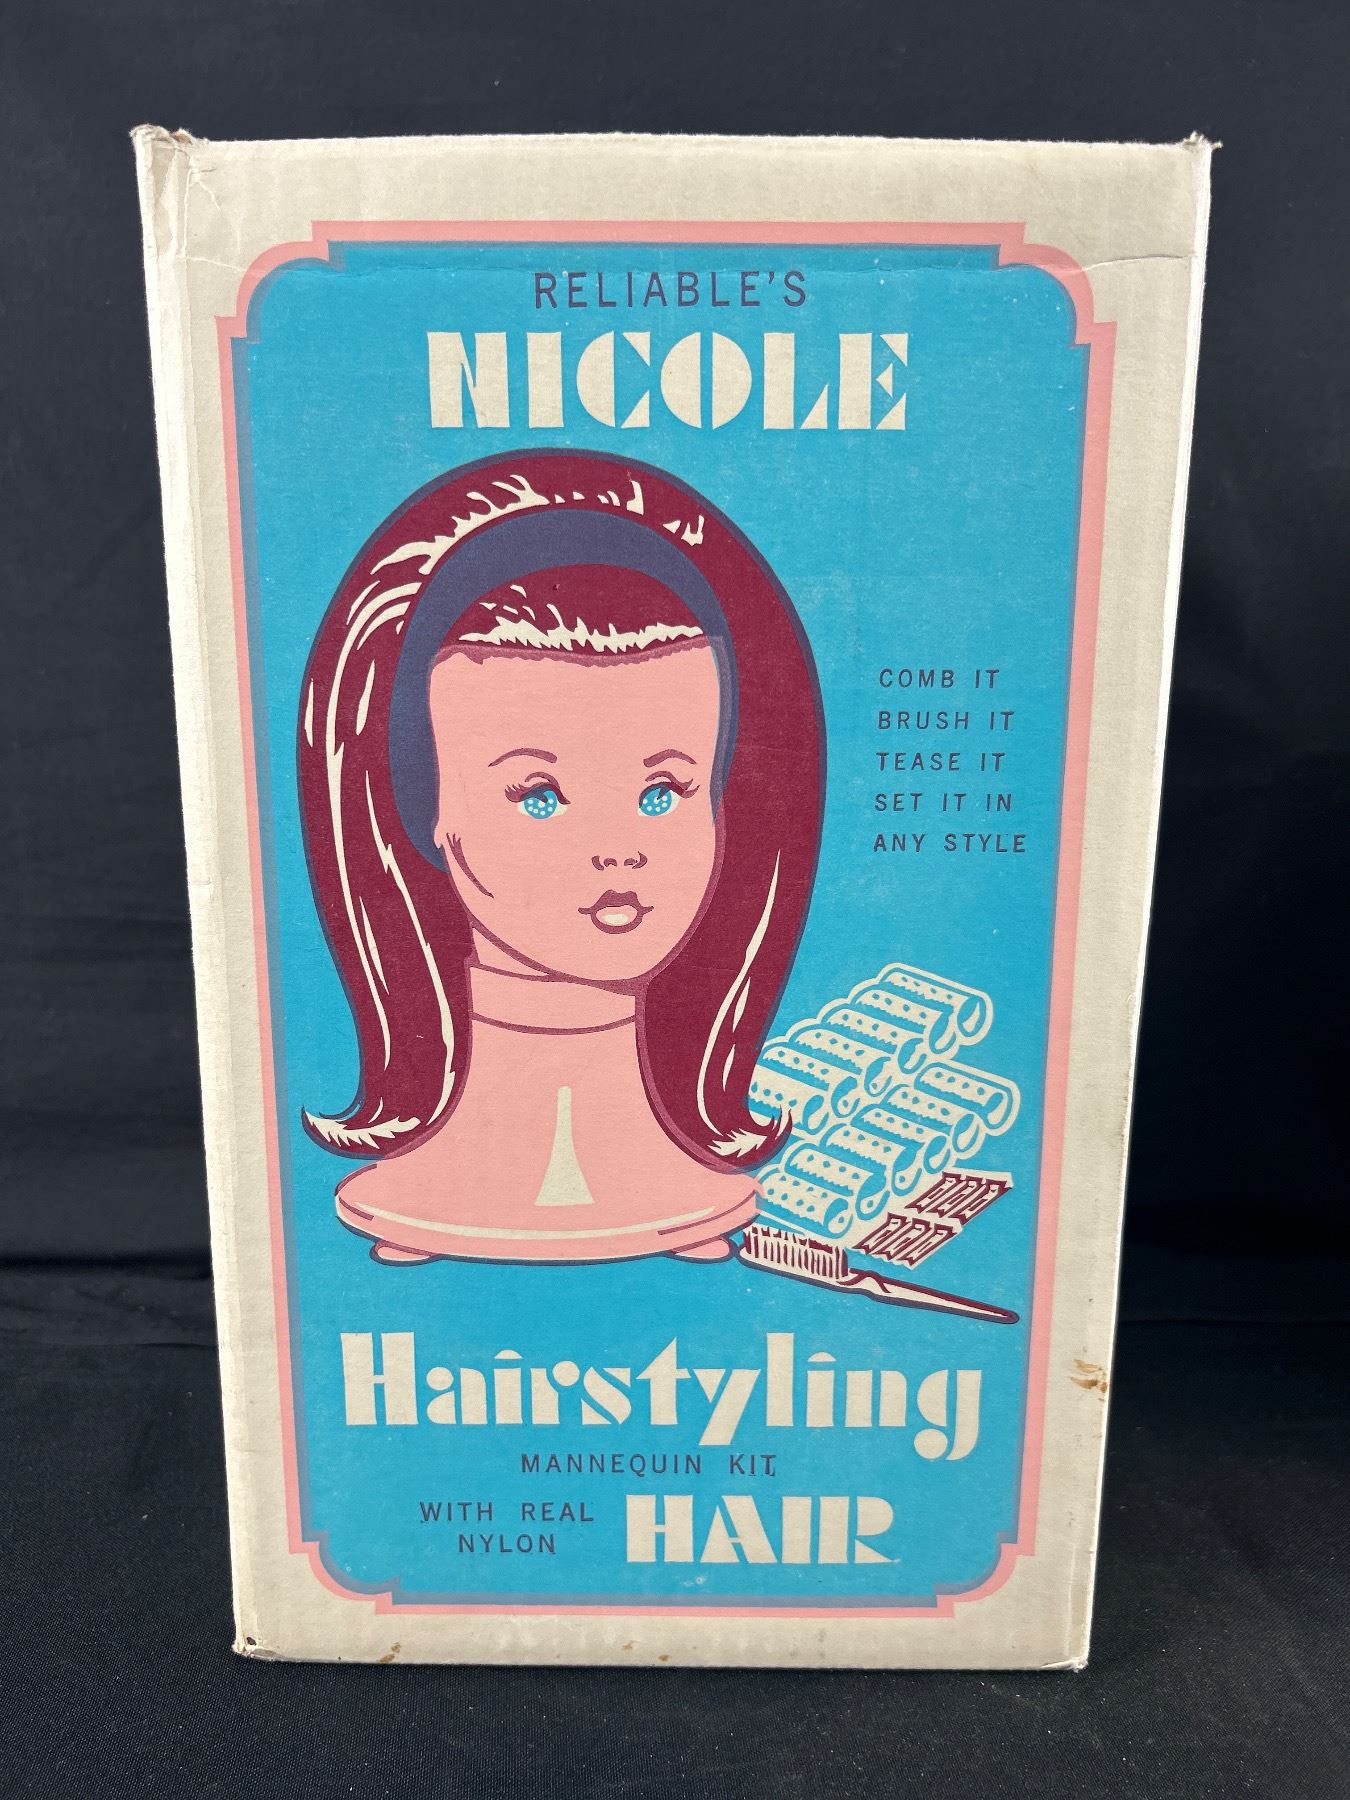 RELIABLE'S
NICOLE
COMB IT
BRUSH IT
TEASE IT
SET IT IN
ANY STYLE
Hairstyling
MANNEQUIN KIT
WITH REAL
NYLON HAIR